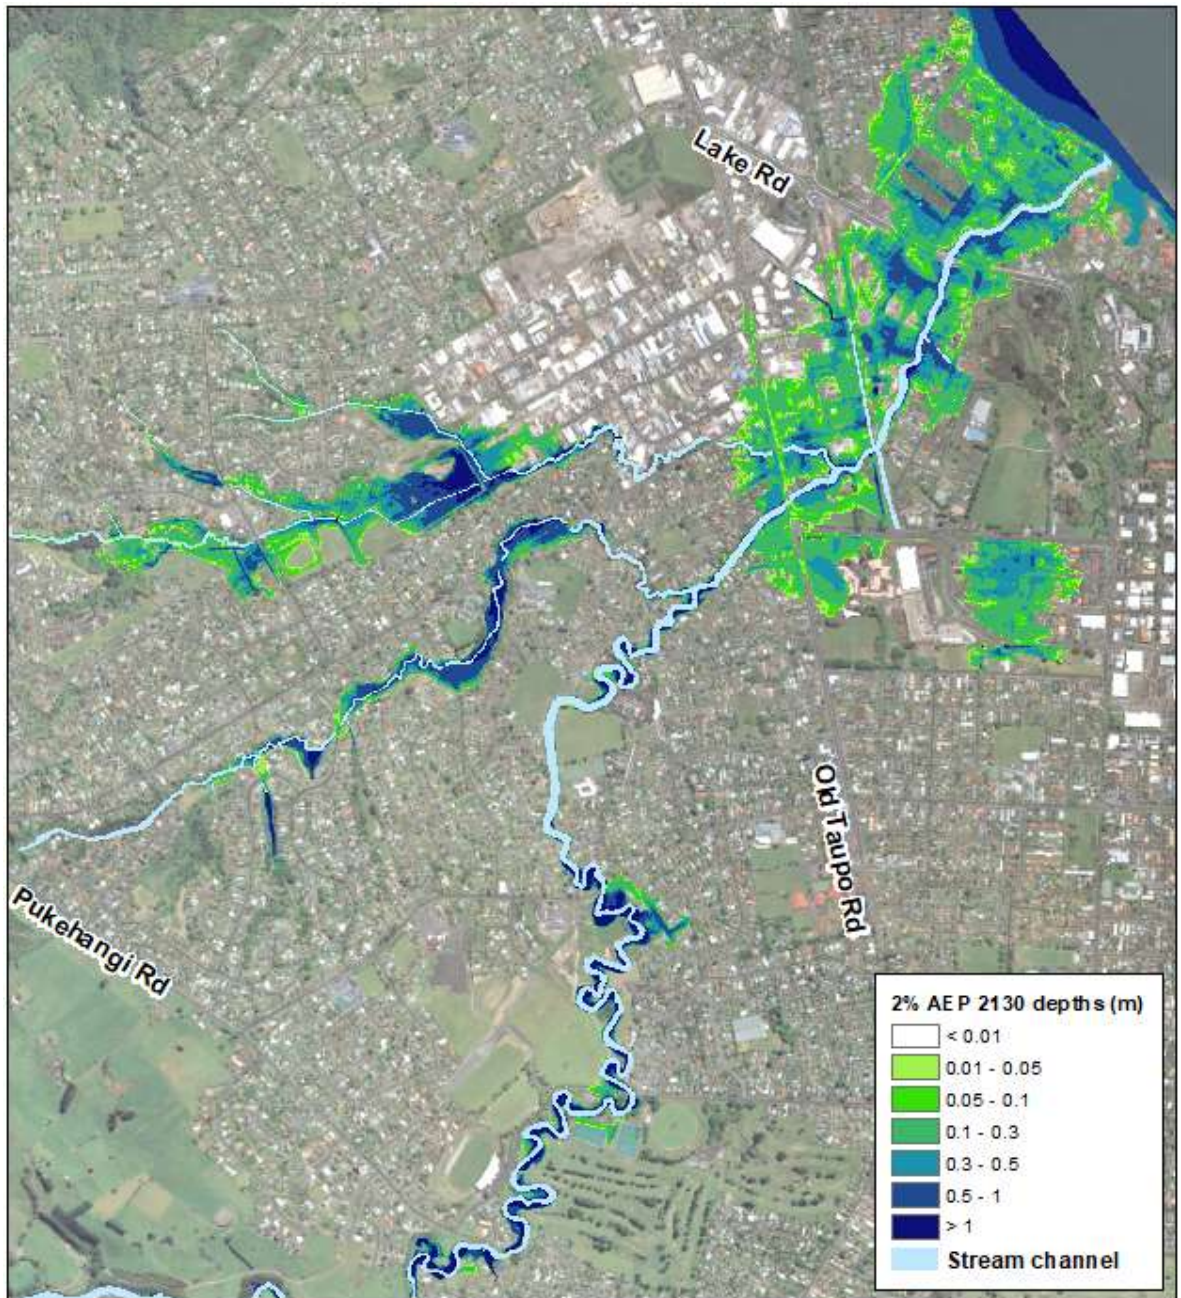 Lake Rd
Old Taupo Rd
Pukehangi Rd
2% AEP 2130 depths (m)
< 0.01
0.01 - 0.05
0.05 - 0.1
0.1 - 0.3
0.3 - 0.5
0.5 - 1
> 1
Stream channel